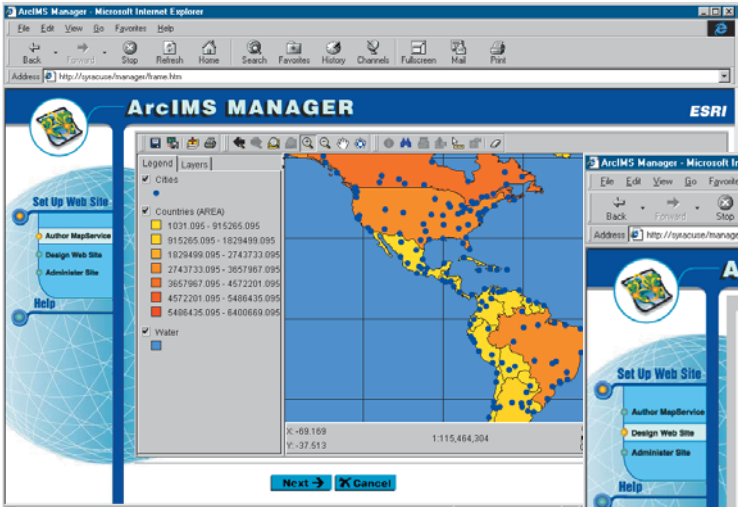 ArcIMS Manager - Microsoft Internet Explorer
File Edit View Go Favorites Help
Back Forward Stop Refresh Home Search Favorites History Channels Fullscreen Mail Print
Address http://syracuse/manager/frame.htm
ArcIMS MANAGER
ESRI
Legend Layers
Cities
Countries (AREA)
1031.095 - 915265.095
915265.095 - 1829499.095
1829499.095 - 2743733.095
2743733.095 - 3657967.095
3657967.095 - 4572201.095
4572201.095 - 5486435.095
5486435.095 - 6400669.095
Water
Set Up Web Site
Author MapService
Design Web Site
Administer Site
Help
X: -69.169
Y: -37.513
1:115,464,304
Next
Cancel
ArcIMS Manager - Microsoft In
File Edit View Go Favorite
Back Forward Stop
Address http://syracuse/manage
A
Set Up Web Site
Author MapService
Design Web Site
Administer Site
Help